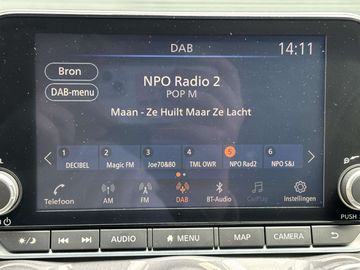 DAB 14:11
Bron
DAB-menu
NPO Radio 2
POP M
Maan - Ze Huilt Maar Ze Lacht
1 2 3 4 5 6
DECIBEL Magic FM Joe70&80 TML OWR NPO Rad2 NPO S&J
Telefoon AM FM DAB BT-Audio CarPlay Instellingen
AUDIO MENU MAP CAMERA
PUSH